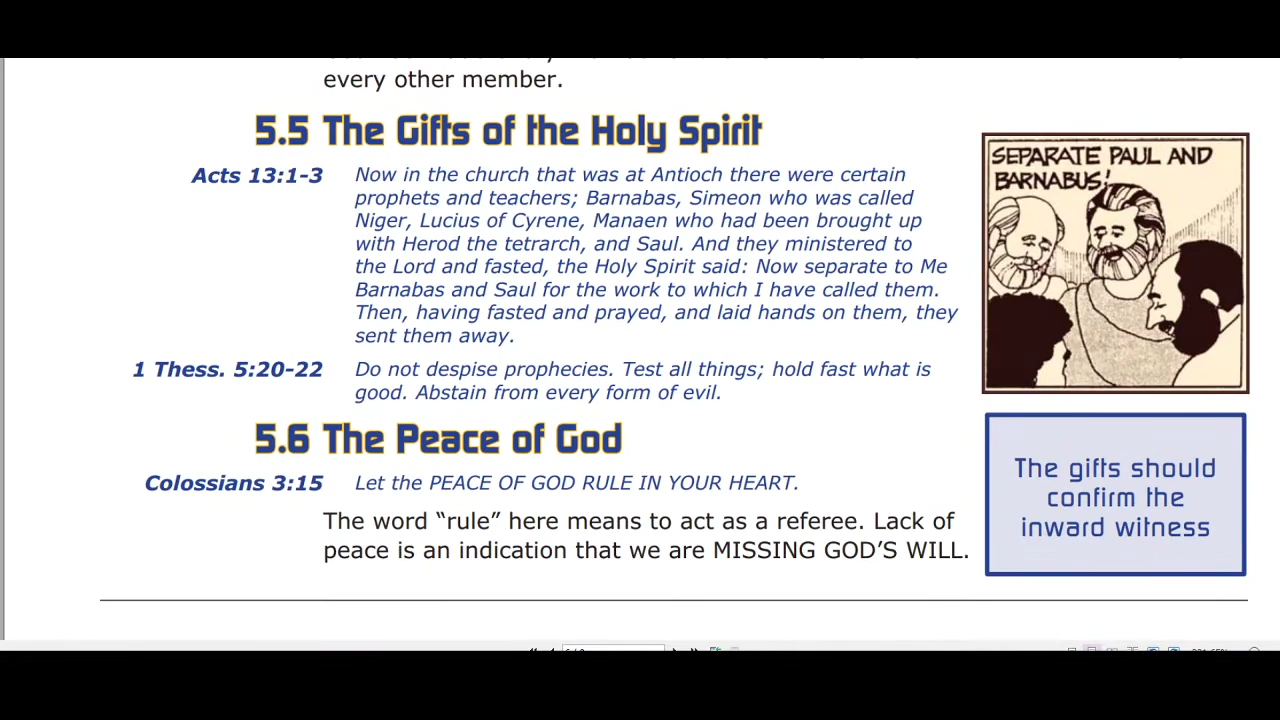 every other member.
5.5 The Gifts of the Holy Spirit
Acts 13:1-3 Now in the church that was at Antioch there were certain
prophets and teachers; Barnabas, Simeon who was called
Niger, Lucius of Cyrene, Manaen who had been brought up
with Herod the tetrarch, and Saul. And they ministered to
the Lord and fasted, the Holy Spirit said: Now separate to Me
Barnabas and Saul for the work to which I have called them.
Then, having fasted and prayed, and laid hands on them, they
sent them away.
1 Thess. 5:20-22 Do not despise prophecies. Test all things; hold fast what is
good. Abstain from every form of evil.
5.6 The Peace of God
Colossians 3:15 Let the PEACE OF GOD RULE IN YOUR HEART.
The word “rule” here means to act as a referee. Lack of
peace is an indication that we are MISSING GOD’S WILL.
SEPARATE PAUL AND
BARNABUS!
The gifts should
confirm the
inward witness